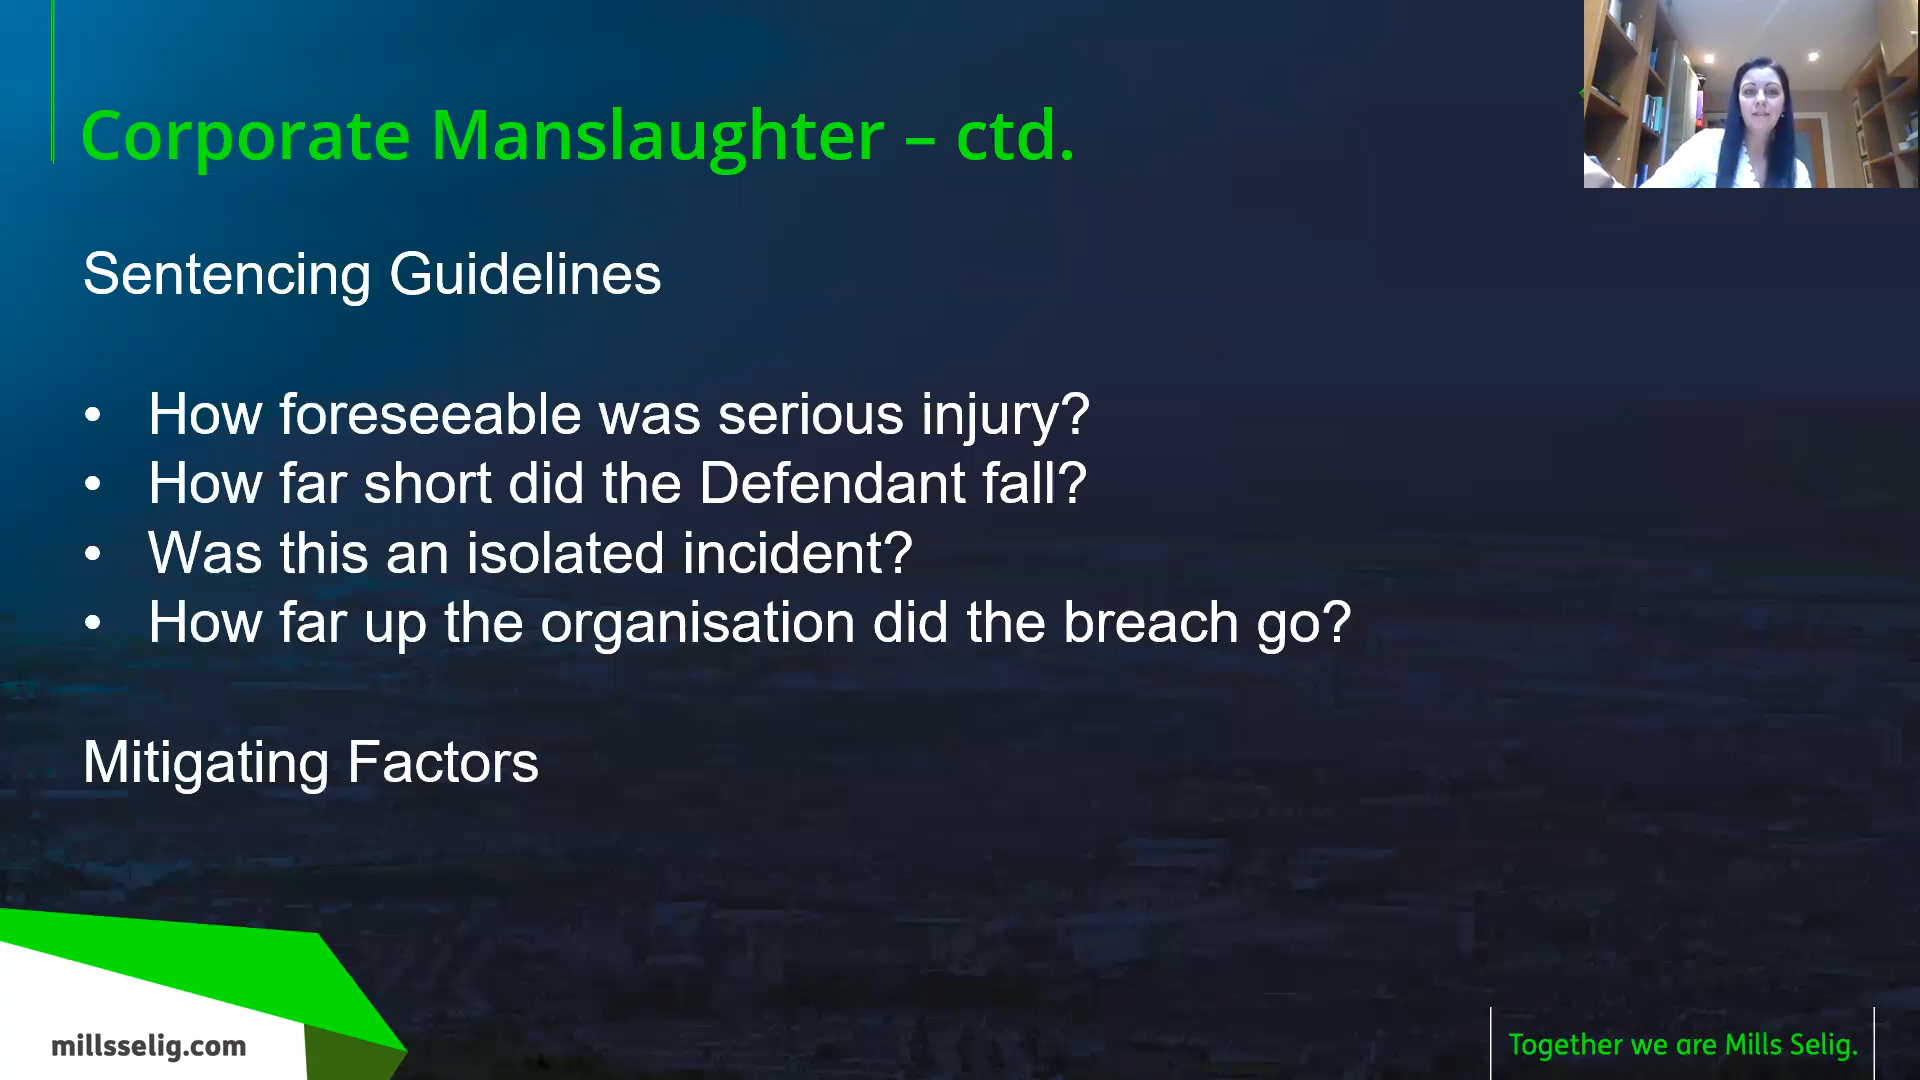 Corporate Manslaughter – ctd.
Sentencing Guidelines
• How foreseeable was serious injury?
• How far short did the Defendant fall?
• Was this an isolated incident?
• How far up the organisation did the breach go?
Mitigating Factors
millsselig.com
Together we are Mills Selig.